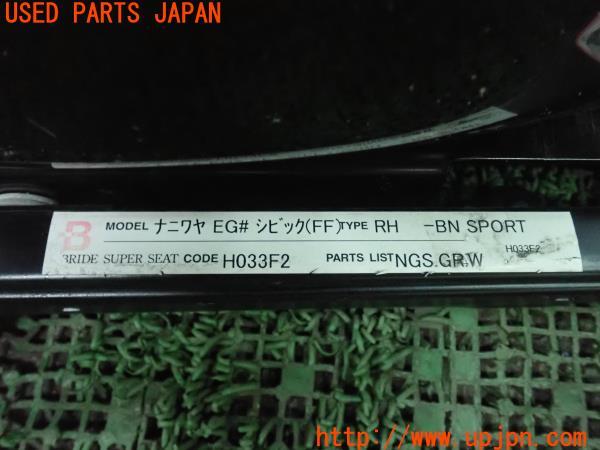 USED PARTS JAPAN
B MODEL ナニワヤ EG# シビック(FF) TYPE RH -BN SPORT
BRIDE SUPER SEAT CODE H033F2 PARTS LIST NGS.GR.W H033F2
http://www.upjpn.com